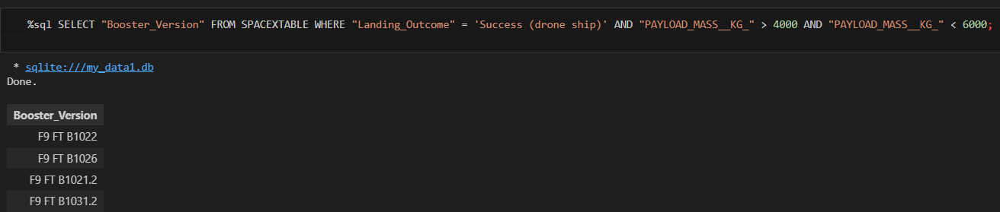 %sql SELECT "Booster_Version" FROM SPACEXTABLE WHERE "Landing_Outcome" = 'Success (drone ship)' AND "PAYLOAD_MASS__KG_" > 4000 AND "PAYLOAD_MASS__KG_" < 6000;
* sqlite:///my_data1.db
Done.
Booster_Version
F9 FT B1022
F9 FT B1026
F9 FT B1021.2
F9 FT B1031.2